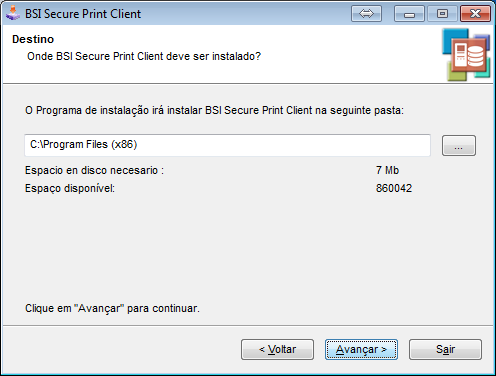 BSI Secure Print Client
Destino
Onde BSI Secure Print Client deve ser instalado?
O Programa de instalação irá instalar BSI Secure Print Client na seguinte pasta:
C:\Program Files (x86)
...
Espacio en disco necesario : 7 Mb
Espaço disponível: 860042
Clique em "Avançar" para continuar.
< Voltar Avançar > Sair